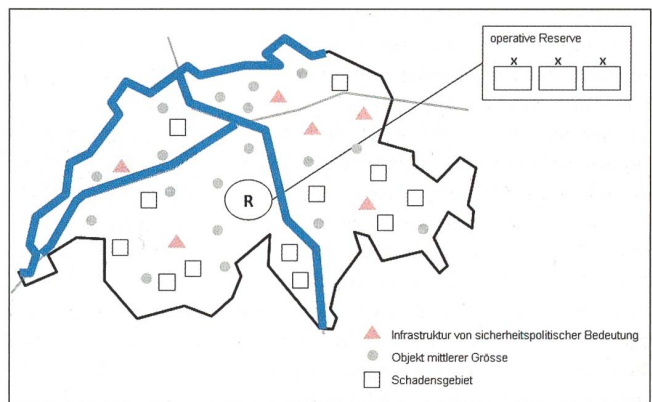 operative Reserve
X X X
R
Infrastruktur von sicherheitspolitischer Bedeutung
Objekt mittlerer Grösse
Schadensgebiet